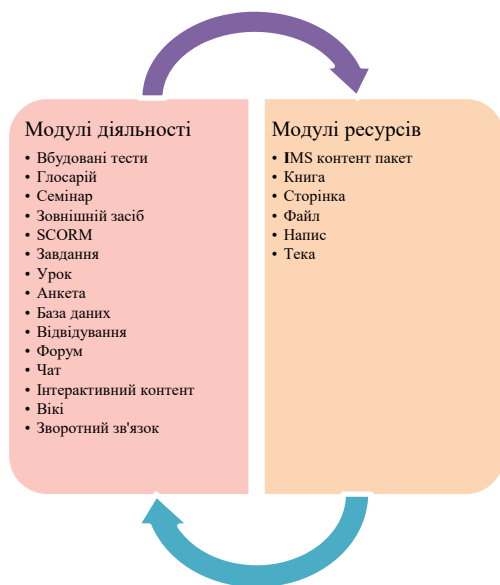 Модулі діяльності
• Вбудовані тести
• Глосарій
• Семінар
• Зовнішній засіб
• SCORM
• Завдання
• Урок
• Анкета
• База даних
• Відвідування
• Форум
• Чат
• Інтерактивний контент
• Вікі
• Зворотний зв'язок
Модулі ресурсів
• IMS контент пакет
• Книга
• Сторінка
• Файл
• Напис
• Тека